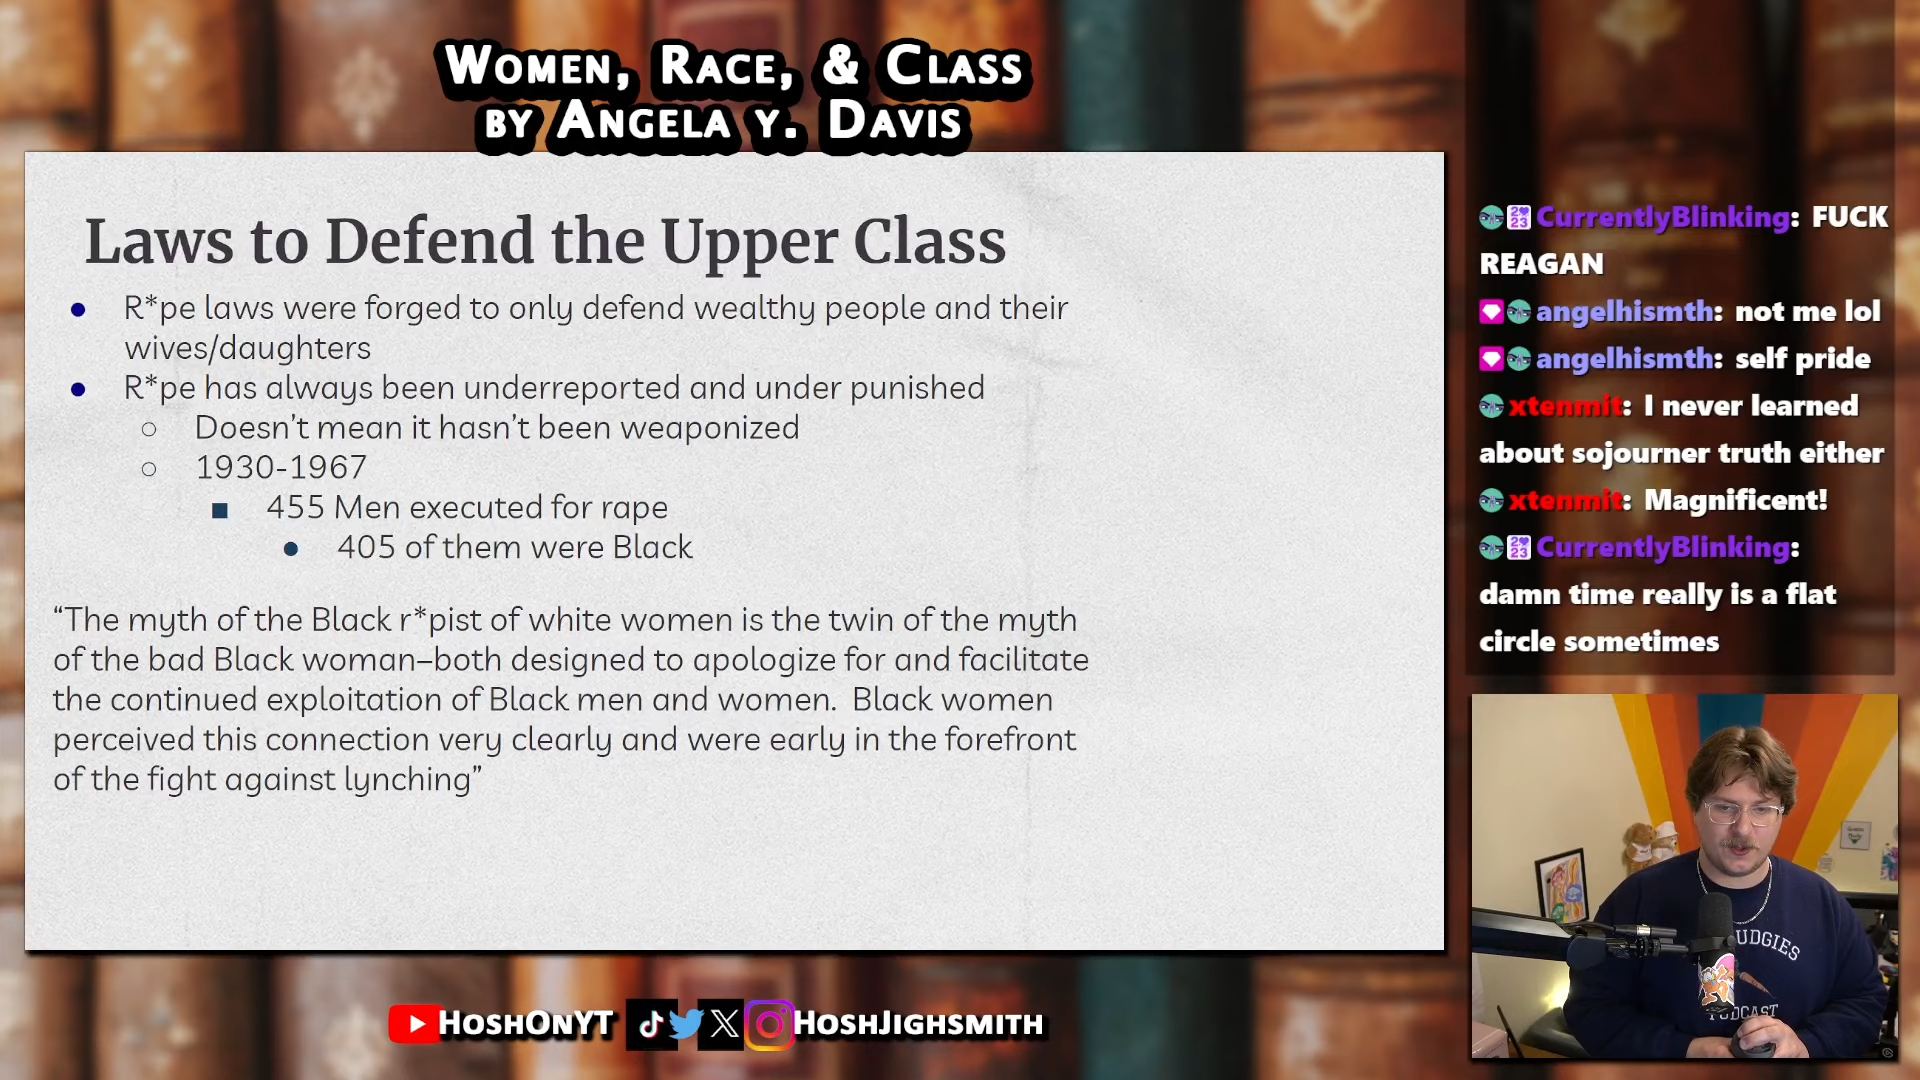 Women, Race, & Class
by Angela Y. Davis
Laws to Defend the Upper Class
● R*pe laws were forged to only defend wealthy people and their
wives/daughters
● R*pe has always been underreported and under punished
○ Doesn’t mean it hasn’t been weaponized
○ 1930-1967
■ 455 Men executed for rape
● 405 of them were Black
“The myth of the Black r*pist of white women is the twin of the myth
of the bad Black woman–both designed to apologize for and facilitate
the continued exploitation of Black men and women. Black women
perceived this connection very clearly and were early in the forefront
of the fight against lynching”
CurrentlyBlinking: FUCK
REAGAN
angelhismth: not me lol
angelhismth: self pride
xtenmit: I never learned
about sojourner truth either
xtenmit: Magnificent!
CurrentlyBlinking:
damn time really is a flat
circle sometimes
UDGIES
PODCAST
HoshOnYT
HoshJighsmith